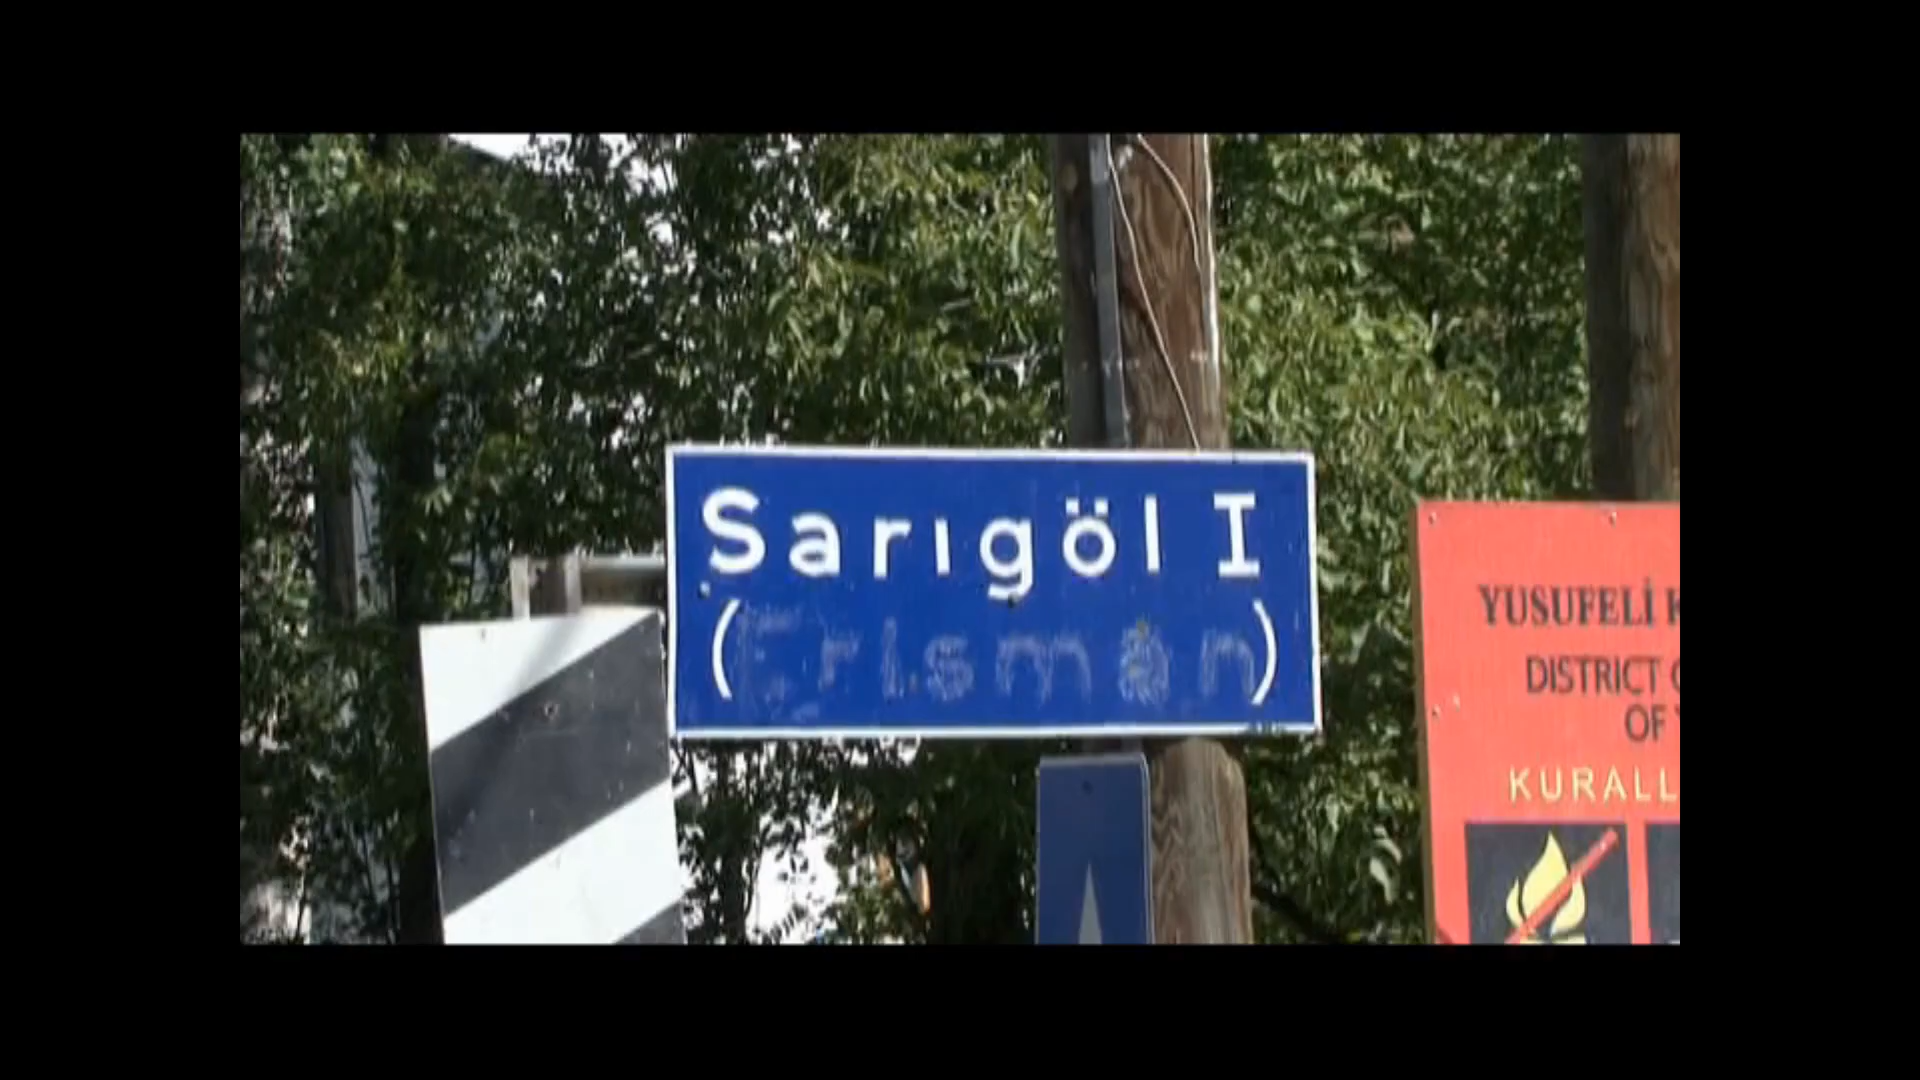 Sarıgöl I
(Erisman)
YUSUFELİ K
DISTRICT
OF
KURALL